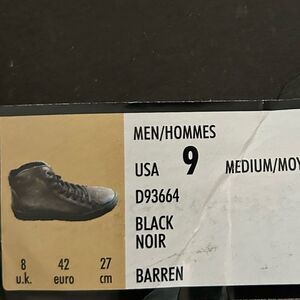 MEN/HOMMES
USA 9 MEDIUM/MOY
D93664
BLACK
NOIR
BARREN
8 42 27
u.k. euro cm